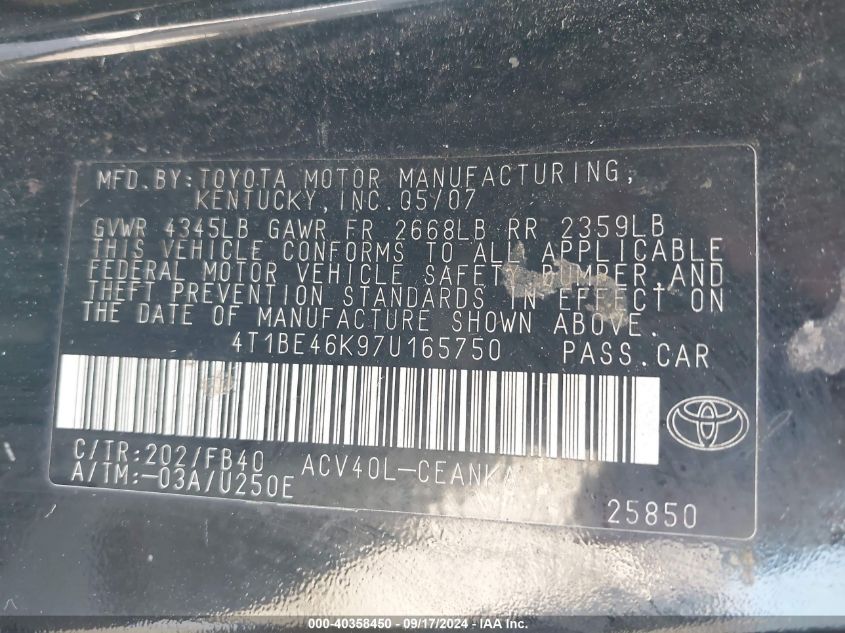 MFD. BY: TOYOTA MOTOR MANUFACTURING,
KENTUCKY, INC. 05/07
GVWR 4345LB GAWR FR 2668LB RR 2359LB
THIS VEHICLE CONFORMS TO ALL APPLICABLE
FEDERAL MOTOR VEHICLE SAFETY, BUMPER, AND
THEFT PREVENTION STANDARDS IN EFFECT ON
THE DATE OF MANUFACTURE SHOWN ABOVE.
4T1BE46K97U165750 PASS. CAR
C/TR: 202/FB40 ACV40L-CEANKA
A/TM: -03A/U250E
25850
000-40358450 - 09/17/2024 - IAA, Inc.